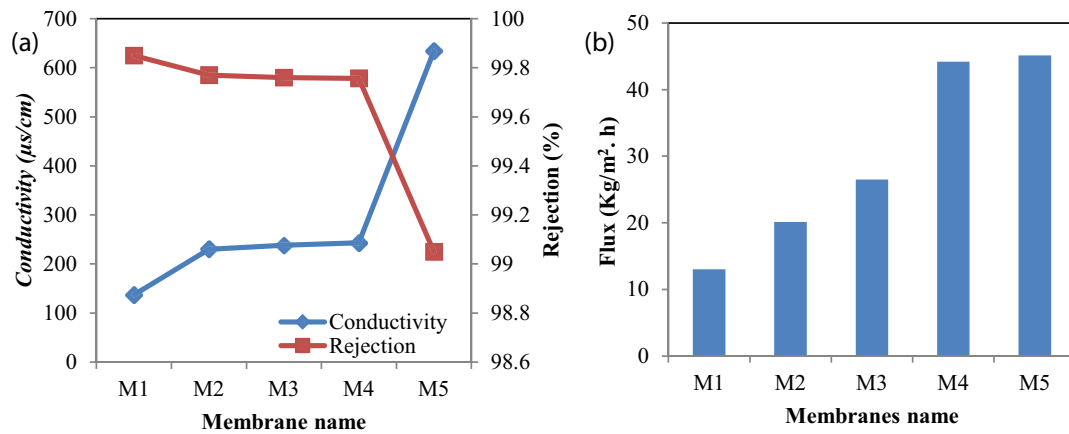 (a)
700
600
500
400
300
200
100
0
Conductivity (µs/cm)
100
99.8
99.6
99.4
99.2
99
98.8
98.6
Rejection (%)
Conductivity
Rejection
M1 M2 M3 M4 M5
Membrane name
(b)
50
40
30
20
10
0
Flux (Kg/m². h)
M1 M2 M3 M4 M5
Membranes name